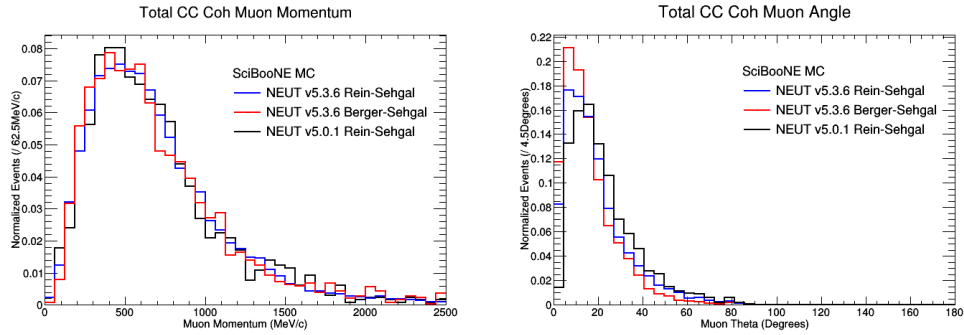 Total CC Coh Muon Momentum
Normalized Events (/ 62.5MeV/c)
0.08
0.07
0.06
0.05
0.04
0.03
0.02
0.01
0
SciBooNE MC
NEUT v5.3.6 Rein-Sehgal
NEUT v5.3.6 Berger-Sehgal
NEUT v5.0.1 Rein-Sehgal
0 500 1000 1500 2000 2500
Muon Momentum (MeV/c)
Total CC Coh Muon Angle
Normalized Events (/ 4.5Degrees)
0.22
0.2
0.18
0.16
0.14
0.12
0.1
0.08
0.06
0.04
0.02
0
SciBooNE MC
NEUT v5.3.6 Rein-Sehgal
NEUT v5.3.6 Berger-Sehgal
NEUT v5.0.1 Rein-Sehgal
0 20 40 60 80 100 120 140 160 180
Muon Theta (Degrees)